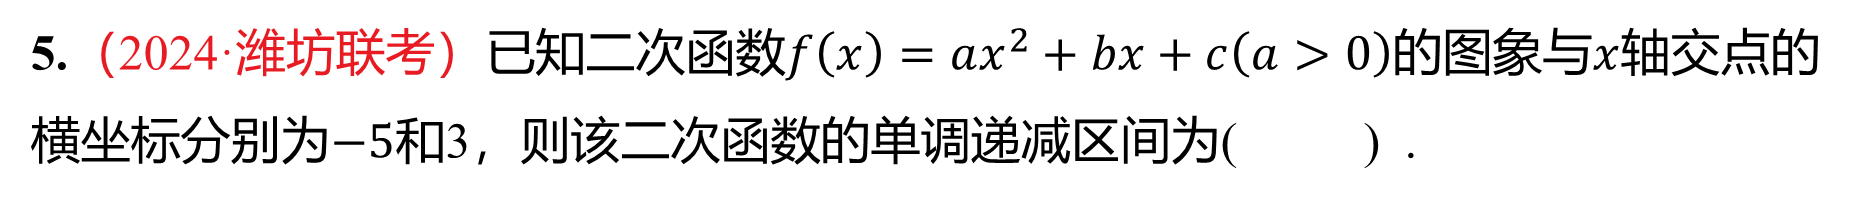 5.（2024·潍坊联考）已知二次函数f(x) = ax² + bx + c(a > 0)的图象与x轴交点的
横坐标分别为−5和3，则该二次函数的单调递减区间为(　　)．